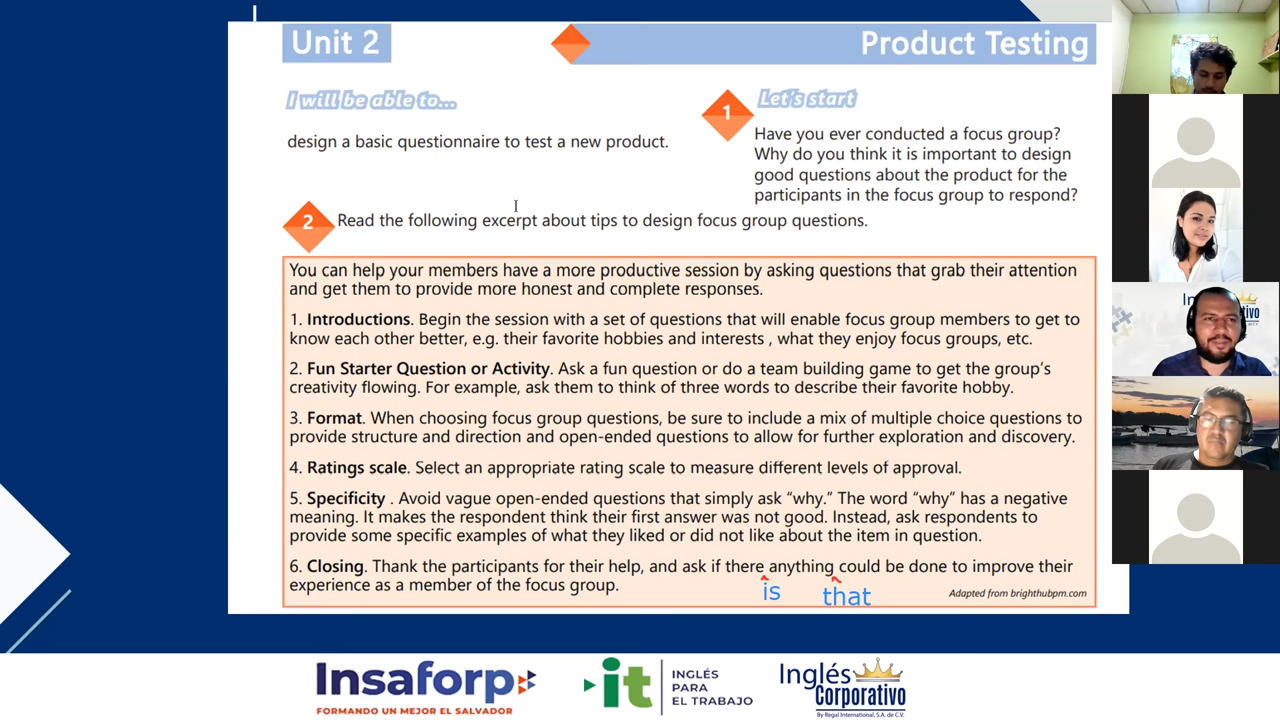 Unit 2
Product Testing
I will be able to...
design a basic questionnaire to test a new product.
1
Let's start
Have you ever conducted a focus group?
Why do you think it is important to design
good questions about the product for the
participants in the focus group to respond?
2
Read the following excerpt about tips to design focus group questions.
You can help your members have a more productive session by asking questions that grab their attention
and get them to provide more honest and complete responses.
1. Introductions. Begin the session with a set of questions that will enable focus group members to get to
know each other better, e.g. their favorite hobbies and interests , what they enjoy focus groups, etc.
2. Fun Starter Question or Activity. Ask a fun question or do a team building game to get the group's
creativity flowing. For example, ask them to think of three words to describe their favorite hobby.
3. Format. When choosing focus group questions, be sure to include a mix of multiple choice questions to
provide structure and direction and open-ended questions to allow for further exploration and discovery.
4. Ratings scale. Select an appropriate rating scale to measure different levels of approval.
5. Specificity . Avoid vague open-ended questions that simply ask “why.” The word “why” has a negative
meaning. It makes the respondent think their first answer was not good. Instead, ask respondents to
provide some specific examples of what they liked or did not like about the item in question.
6. Closing. Thank the participants for their help, and ask if there anything could be done to improve their
experience as a member of the focus group.
is that
Adapted from brighthubpm.com
Insaforp
FORMANDO UN MEJOR EL SALVADOR
it
INGLÉS
PARA
EL TRABAJO
Inglés
Corporativo
By Regal International, S.A. de C.V.